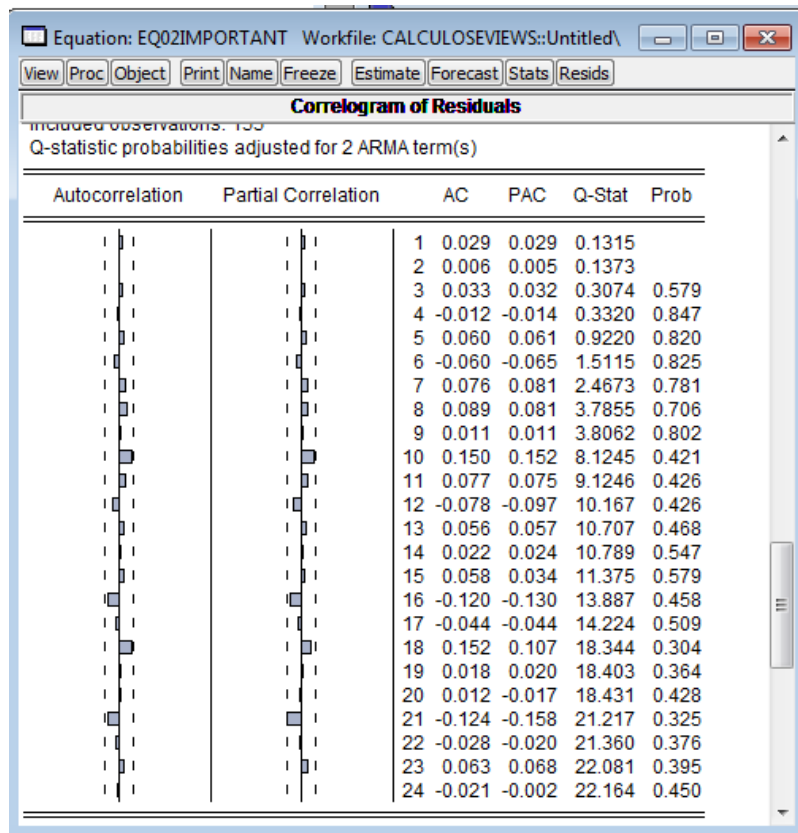 Equation: EQ02IMPORTANT Workfile: CALCULOSEVIEWS::Untitled\
View Proc Object Print Name Freeze Estimate Forecast Stats Resids
Correlogram of Residuals
Included observations: 155
Q-statistic probabilities adjusted for 2 ARMA term(s)
Autocorrelation Partial Correlation AC PAC Q-Stat Prob
1 0.029 0.029 0.1315
2 0.006 0.005 0.1373
3 0.033 0.032 0.3074 0.579
4 -0.012 -0.014 0.3320 0.847
5 0.060 0.061 0.9220 0.820
6 -0.060 -0.065 1.5115 0.825
7 0.076 0.081 2.4673 0.781
8 0.089 0.081 3.7855 0.706
9 0.011 0.011 3.8062 0.802
10 0.150 0.152 8.1245 0.421
11 0.077 0.075 9.1246 0.426
12 -0.078 -0.097 10.167 0.426
13 0.056 0.057 10.707 0.468
14 0.022 0.024 10.789 0.547
15 0.058 0.034 11.375 0.579
16 -0.120 -0.130 13.887 0.458
17 -0.044 -0.044 14.224 0.509
18 0.152 0.107 18.344 0.304
19 0.018 0.020 18.403 0.364
20 0.012 -0.017 18.431 0.428
21 -0.124 -0.158 21.217 0.325
22 -0.028 -0.020 21.360 0.376
23 0.063 0.068 22.081 0.395
24 -0.021 -0.002 22.164 0.450